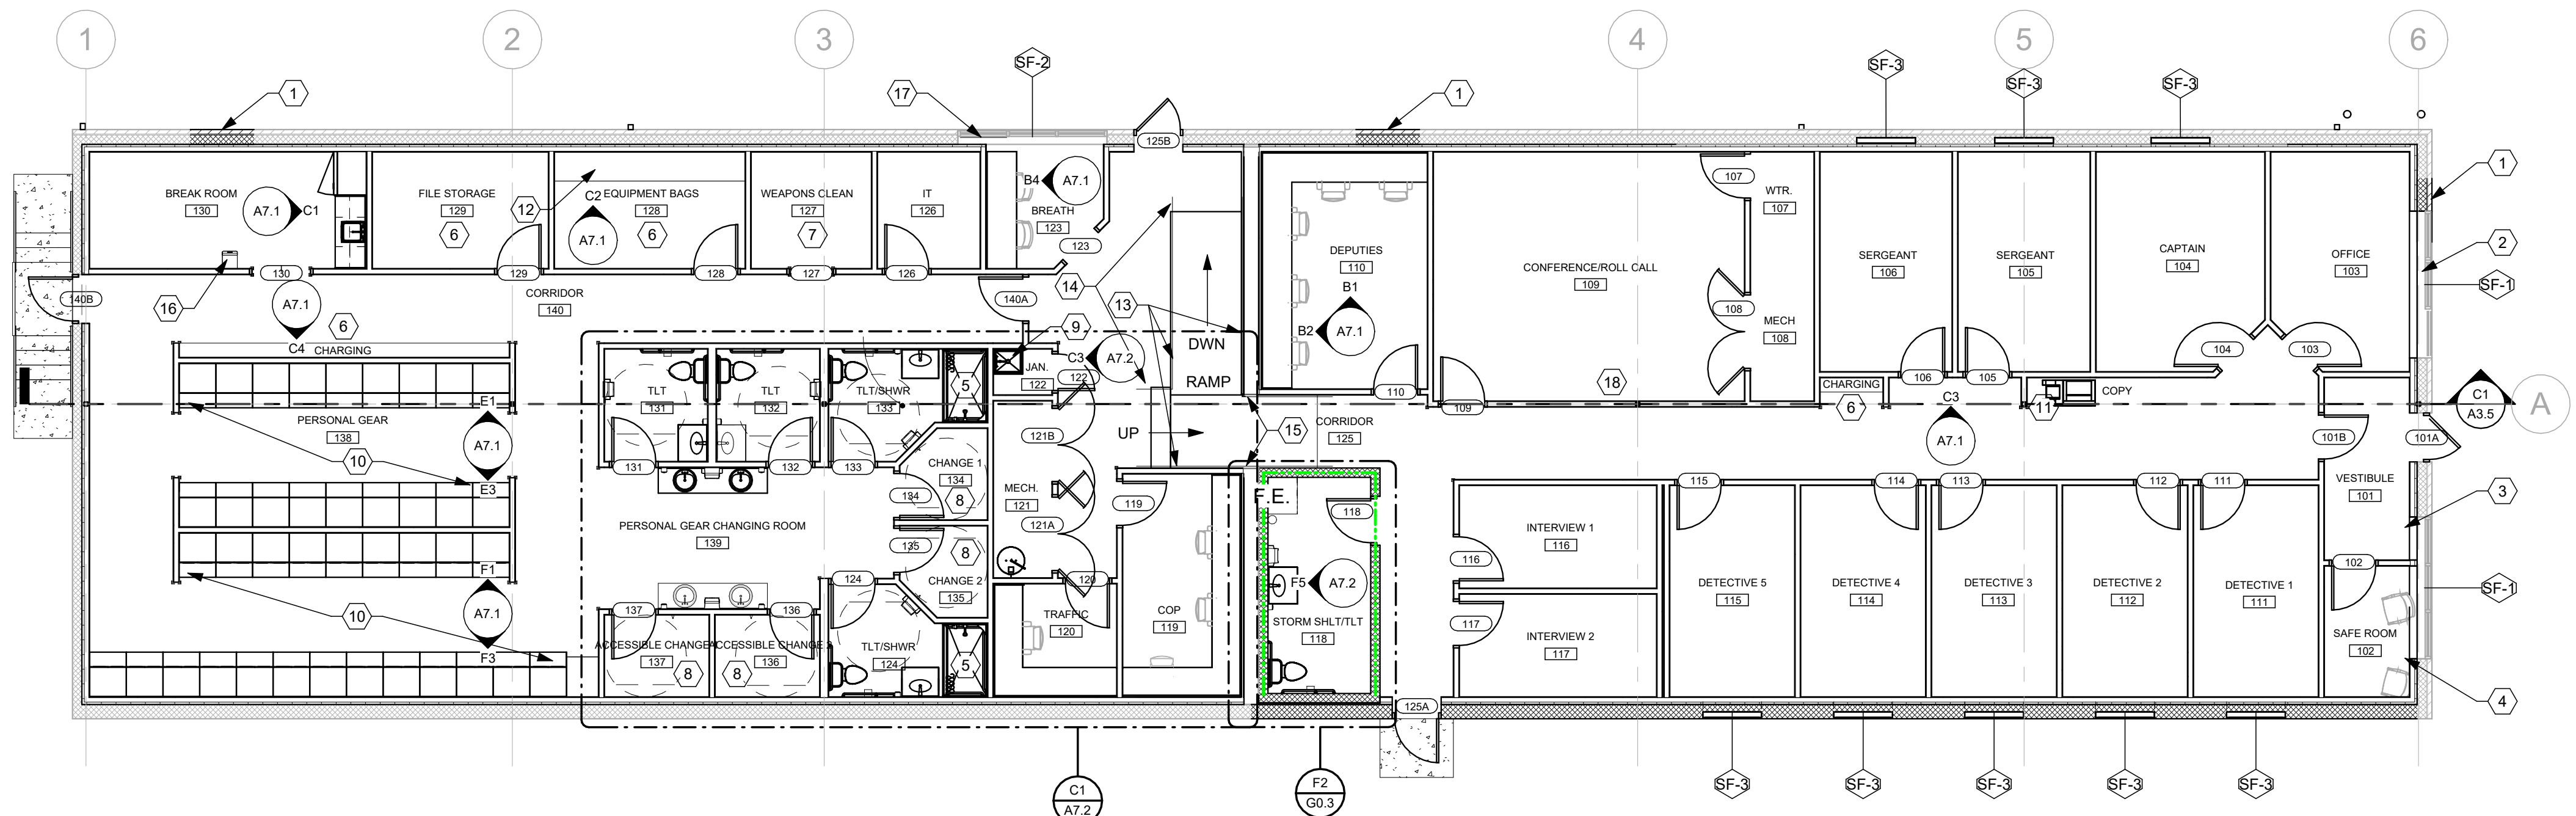 1
2
3
4
5
6
SF-2
SF-3
SF-3
SF-3
1
17
1
125B
1
BREAK ROOM
130
A7.1
C1
FILE STORAGE
129
6
12
C2
EQUIPMENT BAGS
128
6
A7.1
WEAPONS CLEAN
127
7
IT
126
B4
A7.1
BREATH
123
123
DEPUTIES
110
B1
B2
A7.1
CONFERENCE/ROLL CALL
109
107
WTR.
107
108
MECH
108
SERGEANT
106
SERGEANT
105
CAPTAIN
104
OFFICE
103
2
SF-1
130
129
128
127
126
140B
16
A7.1
C4
6
CHARGING
CORRIDOR
140
140A
14
13
9
C3
A7.2
DWN
RAMP
110
18
109
CHARGING
6
106
105
104
103
11
COPY
C1
A3.5
A
E1
PERSONAL GEAR
138
A7.1
10
E3
TLT
131
TLT
132
TLT/SHWR
133
5
JAN.
122
122
121B
UP
15
CORRIDOR
125
C3
A7.1
101B
101A
131
132
133
CHANGE 1
134
134
8
MECH.
121
121A
119
F.E.
118
115
114
113
112
111
VESTIBULE
101
3
PERSONAL GEAR CHANGING ROOM
139
135
8
CHANGE 2
135
INTERVIEW 1
116
116
F1
A7.1
10
F3
124
120
TRAFFIC
120
COP
119
F5
A7.2
STORM SHLT/TLT
118
DETECTIVE 5
115
DETECTIVE 4
114
DETECTIVE 3
113
DETECTIVE 2
112
DETECTIVE 1
111
102
SF-1
137
136
ACCESSIBLE CHANGE
137
8
ACCESSIBLE CHANGE 2
136
8
TLT/SHWR
124
5
117
INTERVIEW 2
117
SAFE ROOM
102
4
125A
C1
A7.2
F2
G0.3
SF-3
SF-3
SF-3
SF-3
SF-3